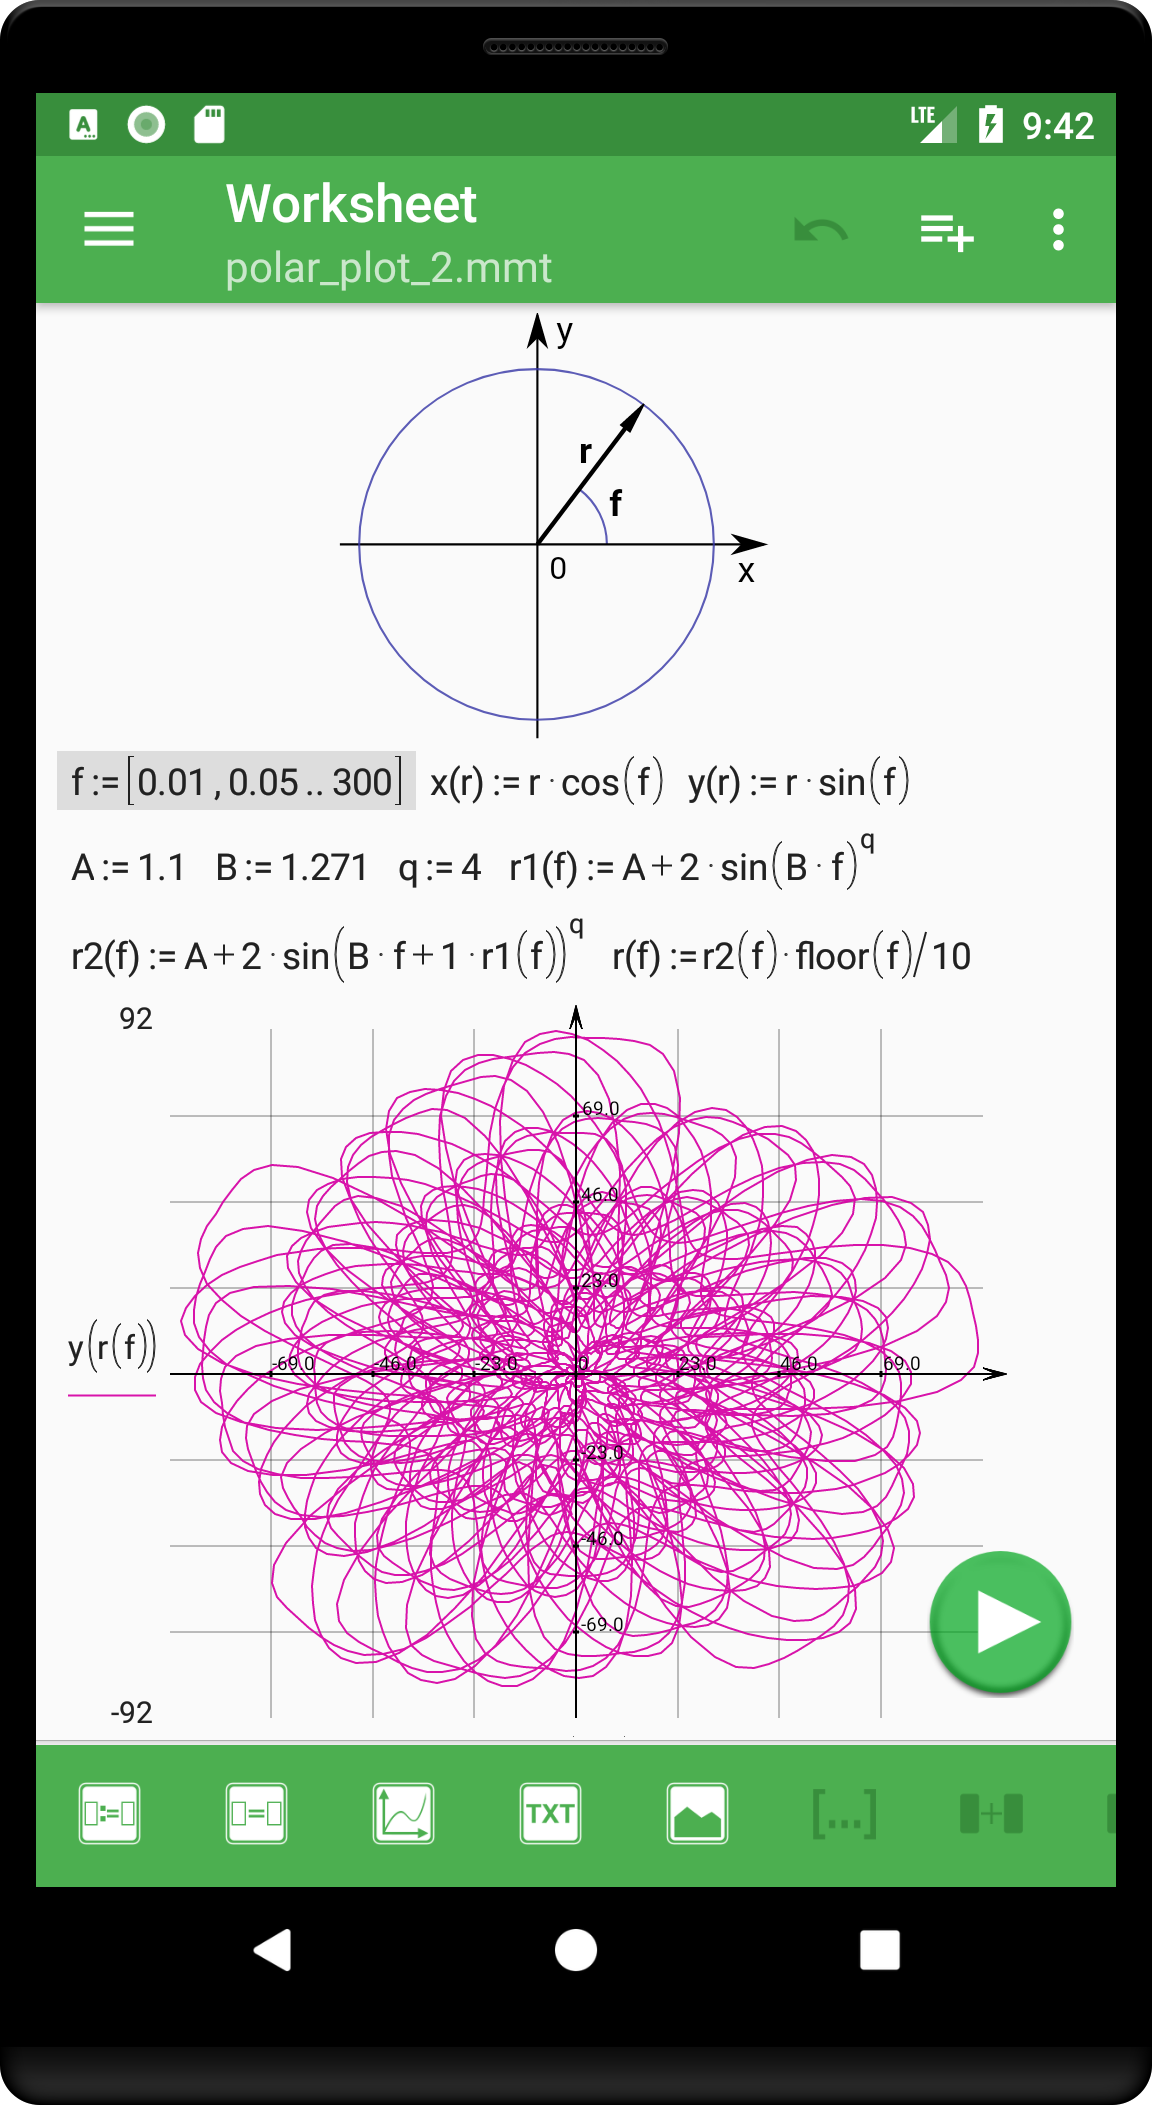 LTE 9:42
Worksheet
polar_plot_2.mmt
y
r
f
0
x
f := [0.01 , 0.05 .. 300] x(r) := r · cos(f) y(r) := r · sin(f)
A := 1.1 B := 1.271 q := 4 r1(f) := A + 2 · sin(B · f)^q
r2(f) := A + 2 · sin(B · f + 1 · r1(f))^q r(f) := r2(f) · floor(f)/10
92
69.0
46.0
23.0
y(r(f))
-69.0 -46.0 -23.0 0 23.0 46.0 69.0
-23.0
-46.0
-69.0
-92
▯:=▯ ▯=▯ TXT [...] +